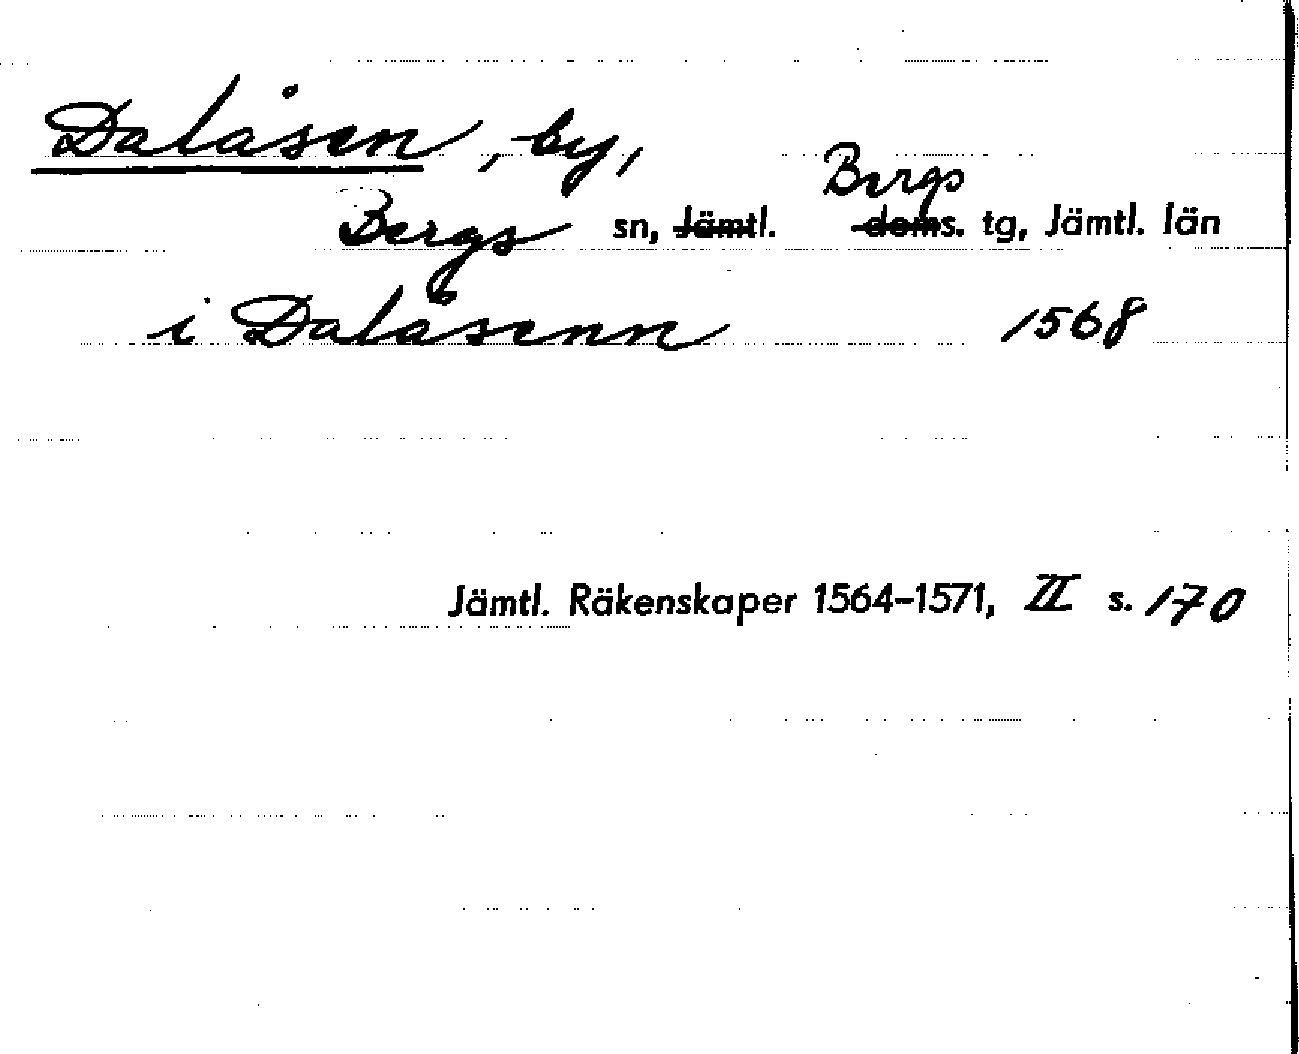 Dalåsen, by,
Bergs sn, Jämtl. doms. tg, Jämtl. län
Bergs
i Dalåsenn 1568
Jämtl. Räkenskaper 1564-1571, II s. 170